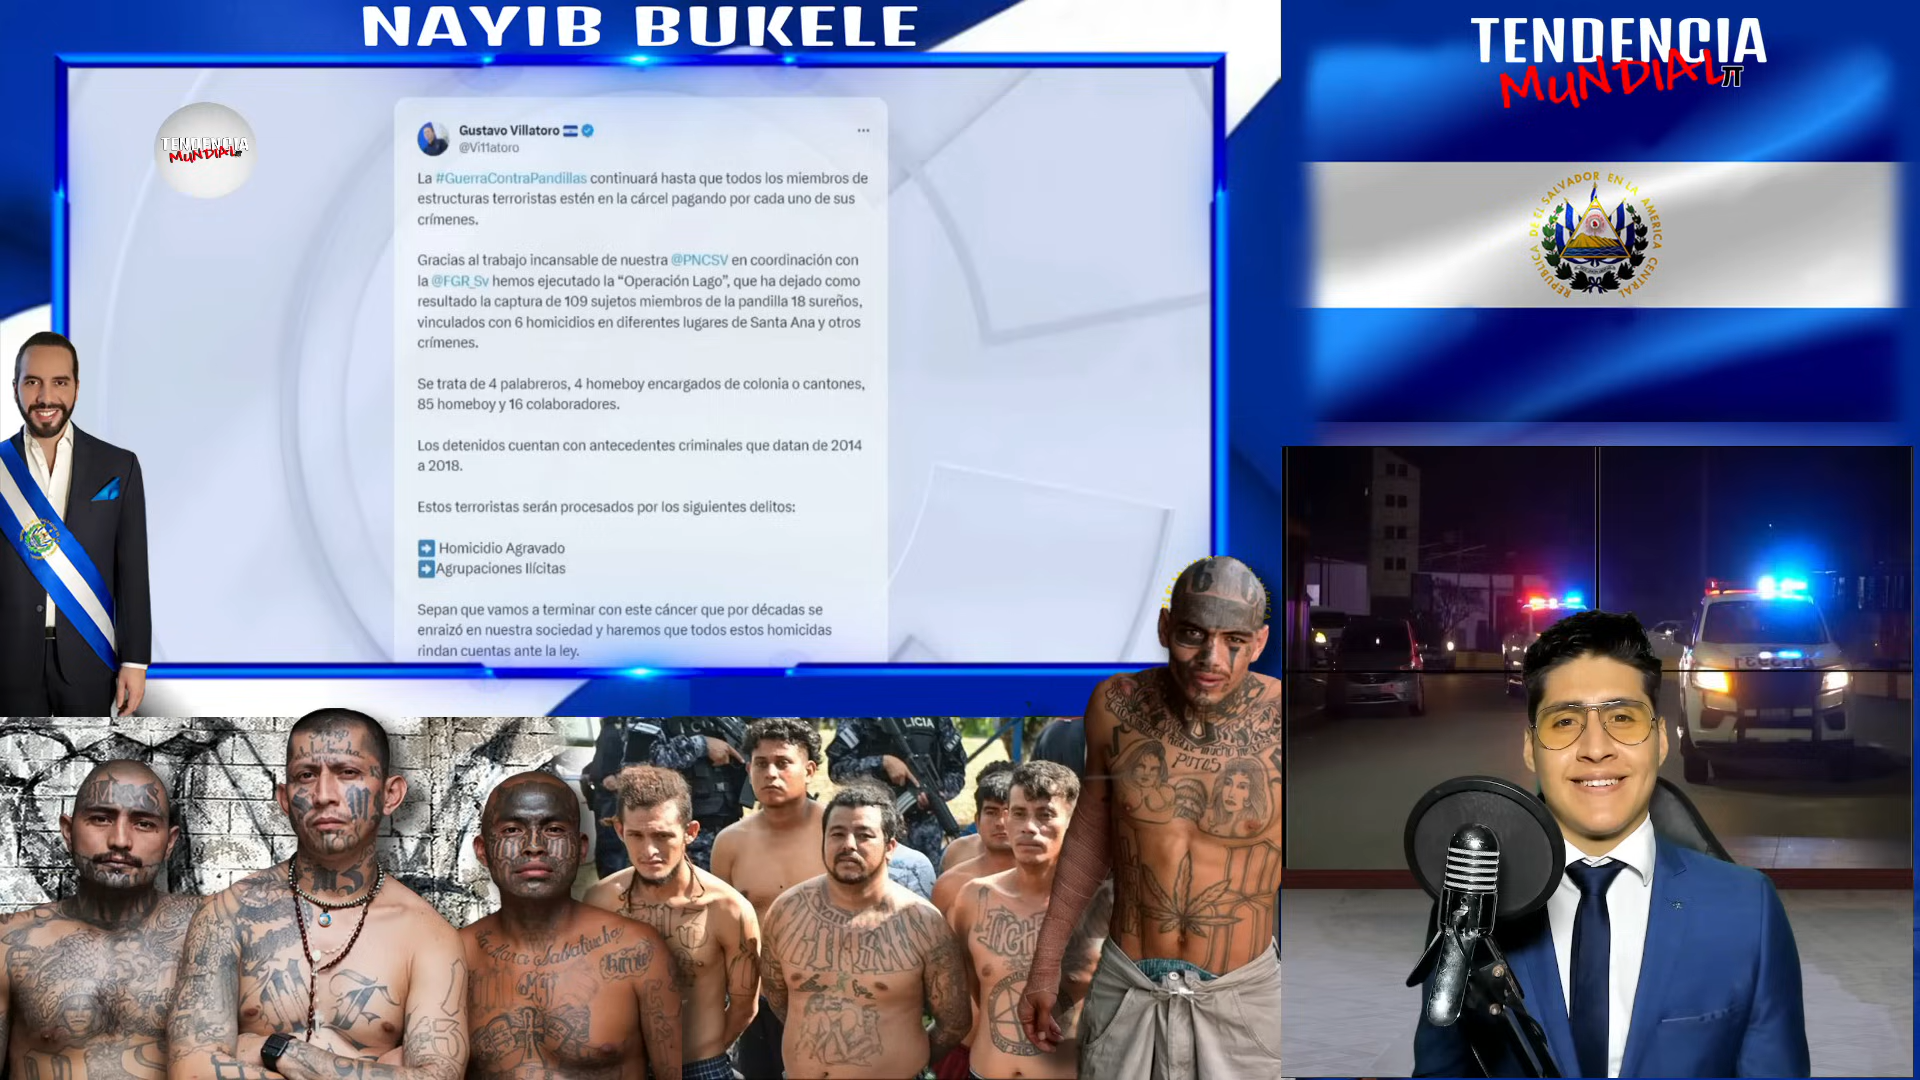 NAYIB BUKELE
TENDENCIA
MUNDIAL
TENDENCIA
MUNDIAL
Gustavo Villatoro
@Vi11atoro
La #GuerraContraPandillas continuará hasta que todos los miembros de
estructuras terroristas estén en la cárcel pagando por cada uno de sus
crímenes.
Gracias al trabajo incansable de nuestra @PNCSV en coordinación con
la @FGR_Sv hemos ejecutado la “Operación Lago”, que ha dejado como
resultado la captura de 109 sujetos miembros de la pandilla 18 sureños,
vinculados con 6 homicidios en diferentes lugares de Santa Ana y otros
crímenes.
Se trata de 4 palabreros, 4 homeboy encargados de colonia o cantones,
85 homeboy y 16 colaboradores.
Los detenidos cuentan con antecedentes criminales que datan de 2014
a 2018.
Estos terroristas serán procesados por los siguientes delitos:
Homicidio Agravado
Agrupaciones Ilícitas
Sepan que vamos a terminar con este cáncer que por décadas se
enraizó en nuestra sociedad y haremos que todos estos homicidas
rindan cuentas ante la ley.
REPUBLICA DE EL SALVADOR EN LA AMERICA CENTRAL
LICIA
PUTAS